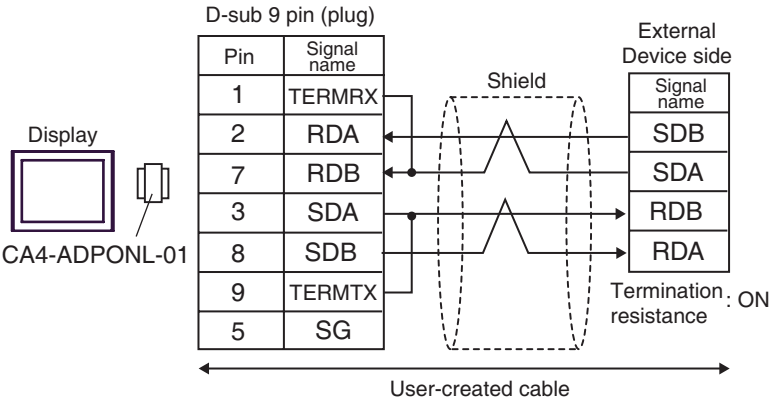 D-sub 9 pin (plug)
External
Device side
Pin Signal name
Shield
Signal name
1 TERMRX
Display
2 RDA SDB
7 RDB SDA
3 SDA RDB
CA4-ADPONL-01
8 SDB RDA
9 TERMTX
Termination resistance : ON
5 SG
User-created cable